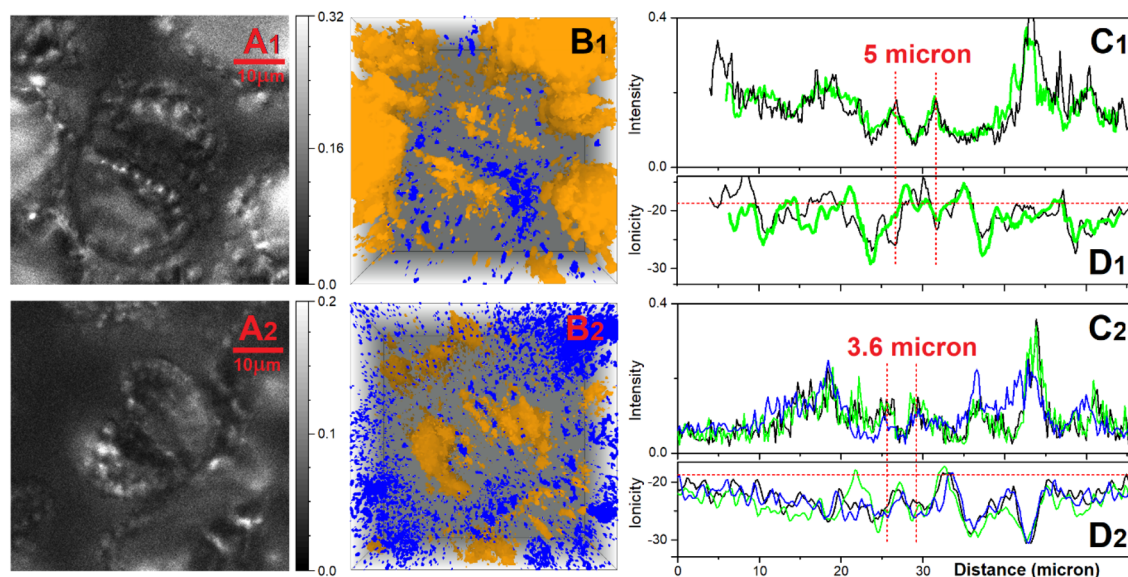 A1
10μm
0.32
0.16
0.0
B1
C1
0.4
0.0
Intensity
5 micron
D1
-20
-30
Ionicity
A2
10μm
0.2
0.1
0.0
B2
C2
0.4
0.0
Intensity
3.6 micron
D2
-20
-30
Ionicity
0
10
20
30
40
Distance (micron)